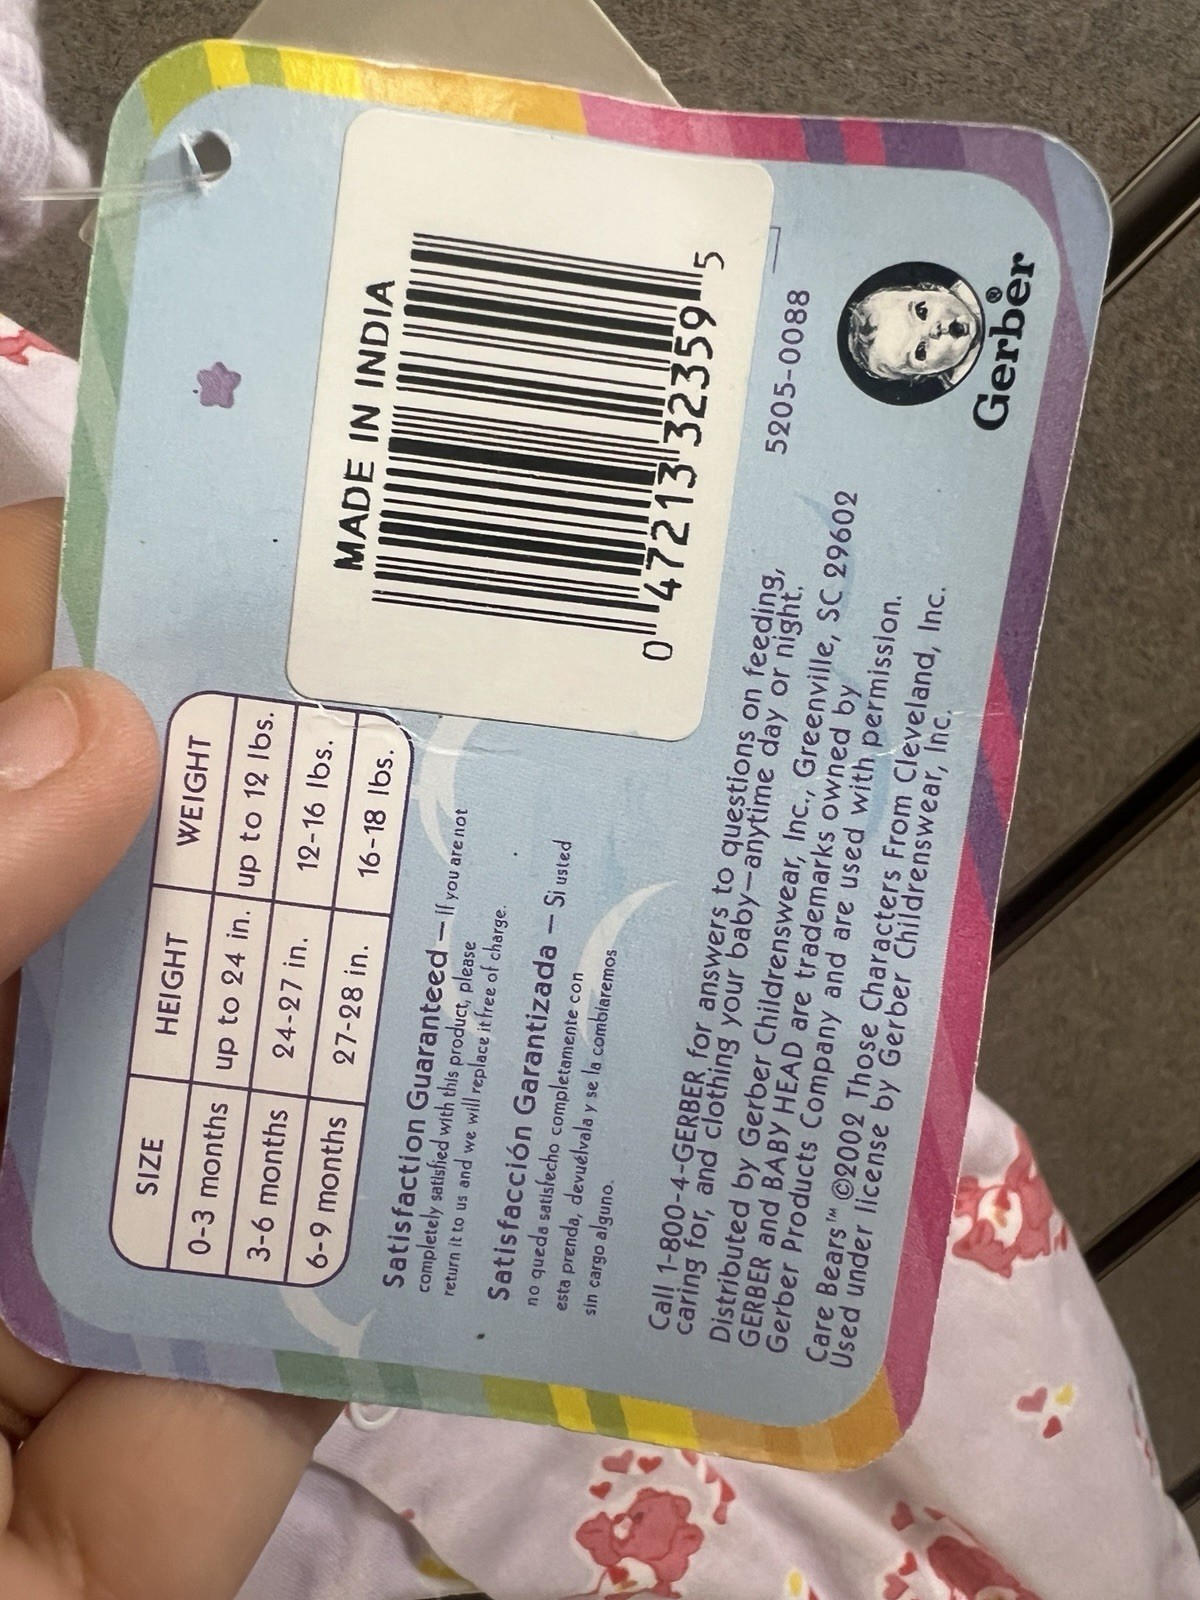 SIZE HEIGHT WEIGHT
0-3 months up to 24 in. up to 12 lbs.
3-6 months 24-27 in. 12-16 lbs.
6-9 months 27-28 in. 16-18 lbs.
MADE IN INDIA
0 47213 32359 5
Satisfaction Guaranteed — If you are not
completely satisfied with this product, please
return it to us and we will replace it free of charge.
Satisfacción Garantizada — Si usted
no queda satisfecho completamente con
esta prenda, devuélvala y se la combiaremos
sin cargo alguno.
5205-0088
Call 1-800-4-GERBER for answers to questions on feeding,
caring for, and clothing your baby—anytime day or night.
Distributed by Gerber Childrenswear, Inc., Greenville, SC 29602
GERBER and BABY HEAD are trademarks owned by
Gerber Products Company and are used with permission.
Care Bears™ ©2002 Those Characters From Cleveland, Inc.
Used under license by Gerber Childrenswear, Inc.
Gerber®